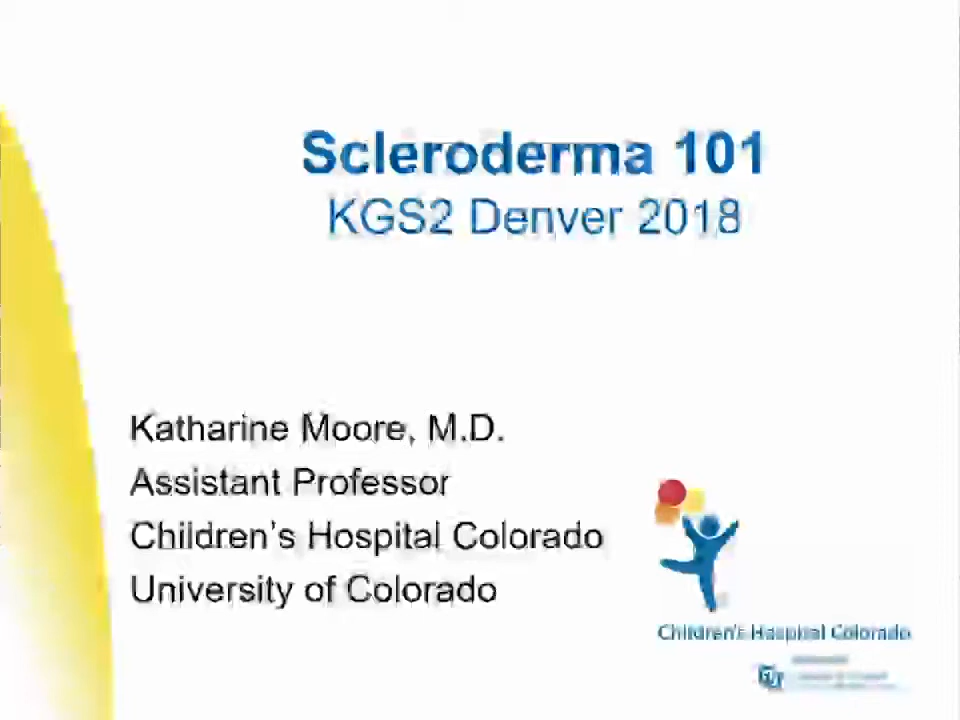 Scleroderma 101
KGS2 Denver 2018
Katharine Moore, M.D.
Assistant Professor
Children's Hospital Colorado
University of Colorado
Children's Hospital Colorado